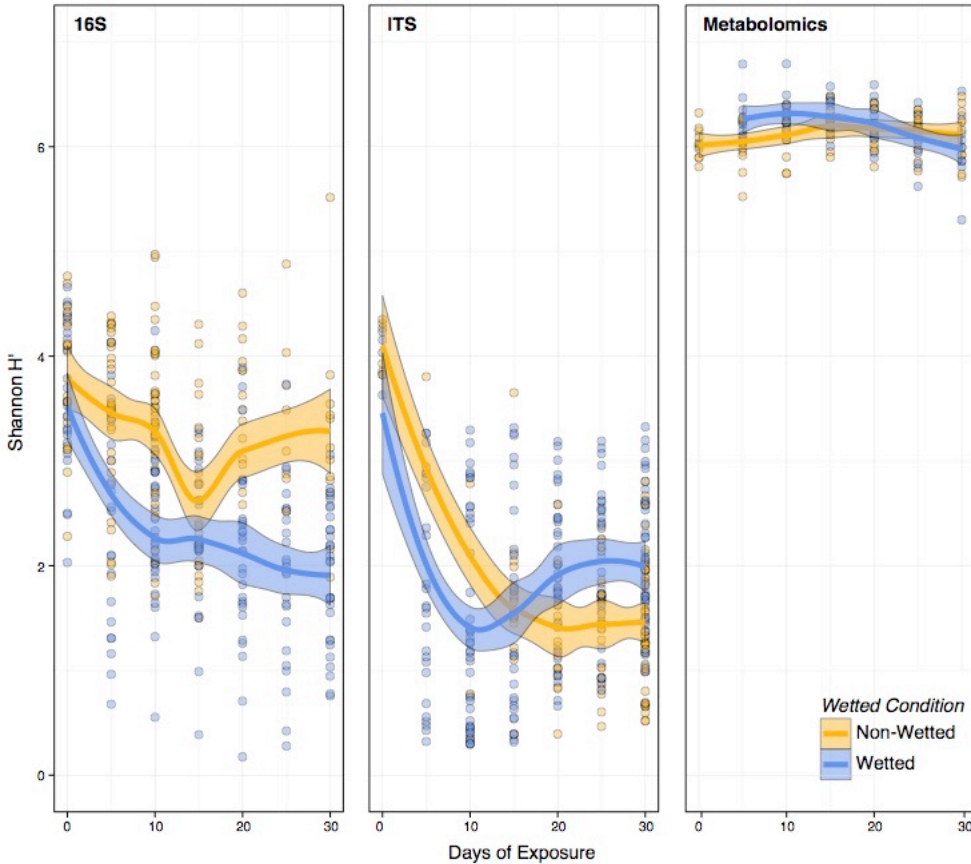 16S ITS Metabolomics
Shannon H'
6
4
2
0
0 10 20 30 0 10 20 30 0 10 20 30
Days of Exposure
Wetted Condition
Non-Wetted
Wetted